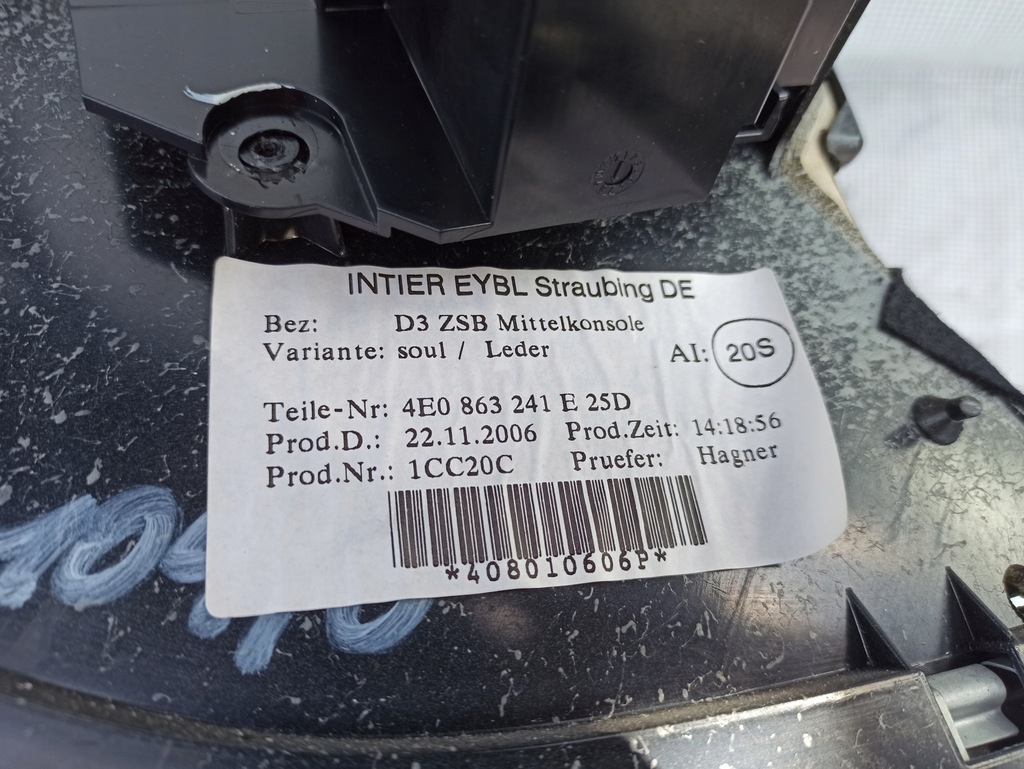 INTIER EYBL Straubing DE
Bez: D3 ZSB Mittelkonsole
Variante: soul / Leder AI: 20S
Teile-Nr: 4E0 863 241 E 25D
Prod.D.: 22.11.2006 Prod.Zeit: 14:18:56
Prod.Nr.: 1CC20C Pruefer: Hagner
*408010606P*